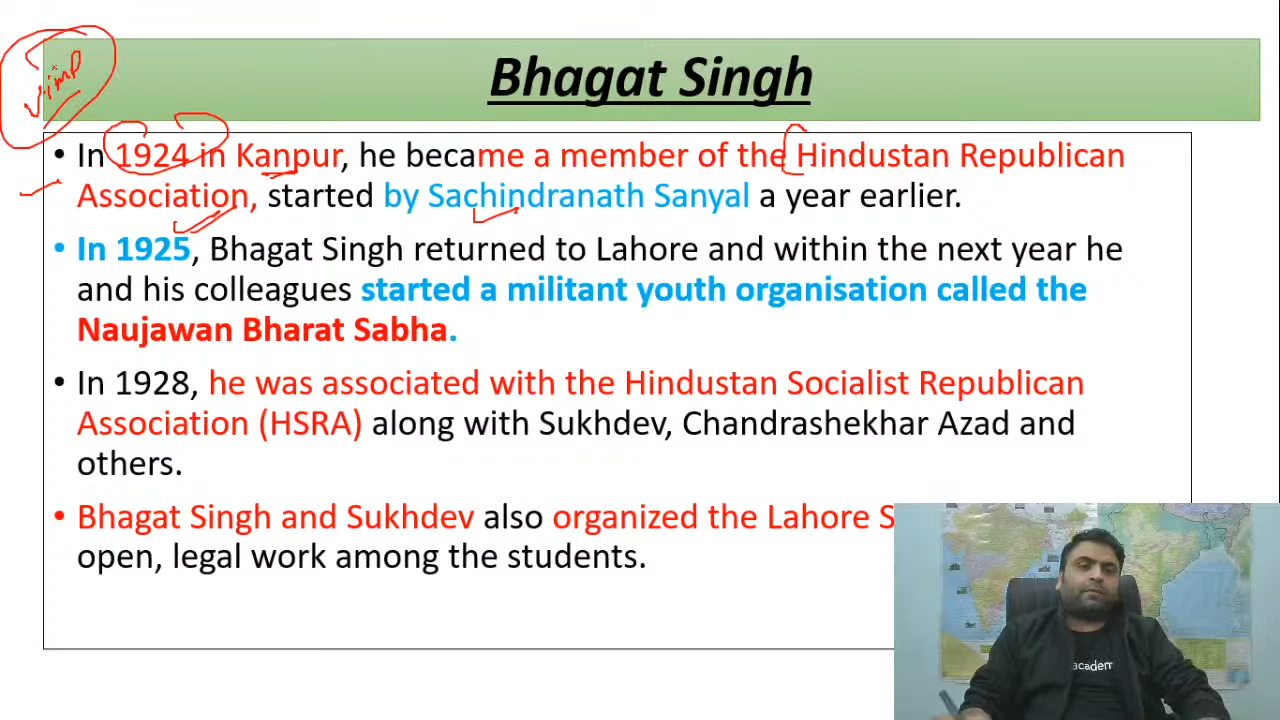 v.imp
Bhagat Singh
• In 1924 in Kanpur, he became a member of the Hindustan Republican
Association, started by Sachindranath Sanyal a year earlier.
• In 1925, Bhagat Singh returned to Lahore and within the next year he
and his colleagues started a militant youth organisation called the
Naujawan Bharat Sabha.
• In 1928, he was associated with the Hindustan Socialist Republican
Association (HSRA) along with Sukhdev, Chandrashekhar Azad and
others.
• Bhagat Singh and Sukhdev also organized the Lahore S
open, legal work among the students.
academ